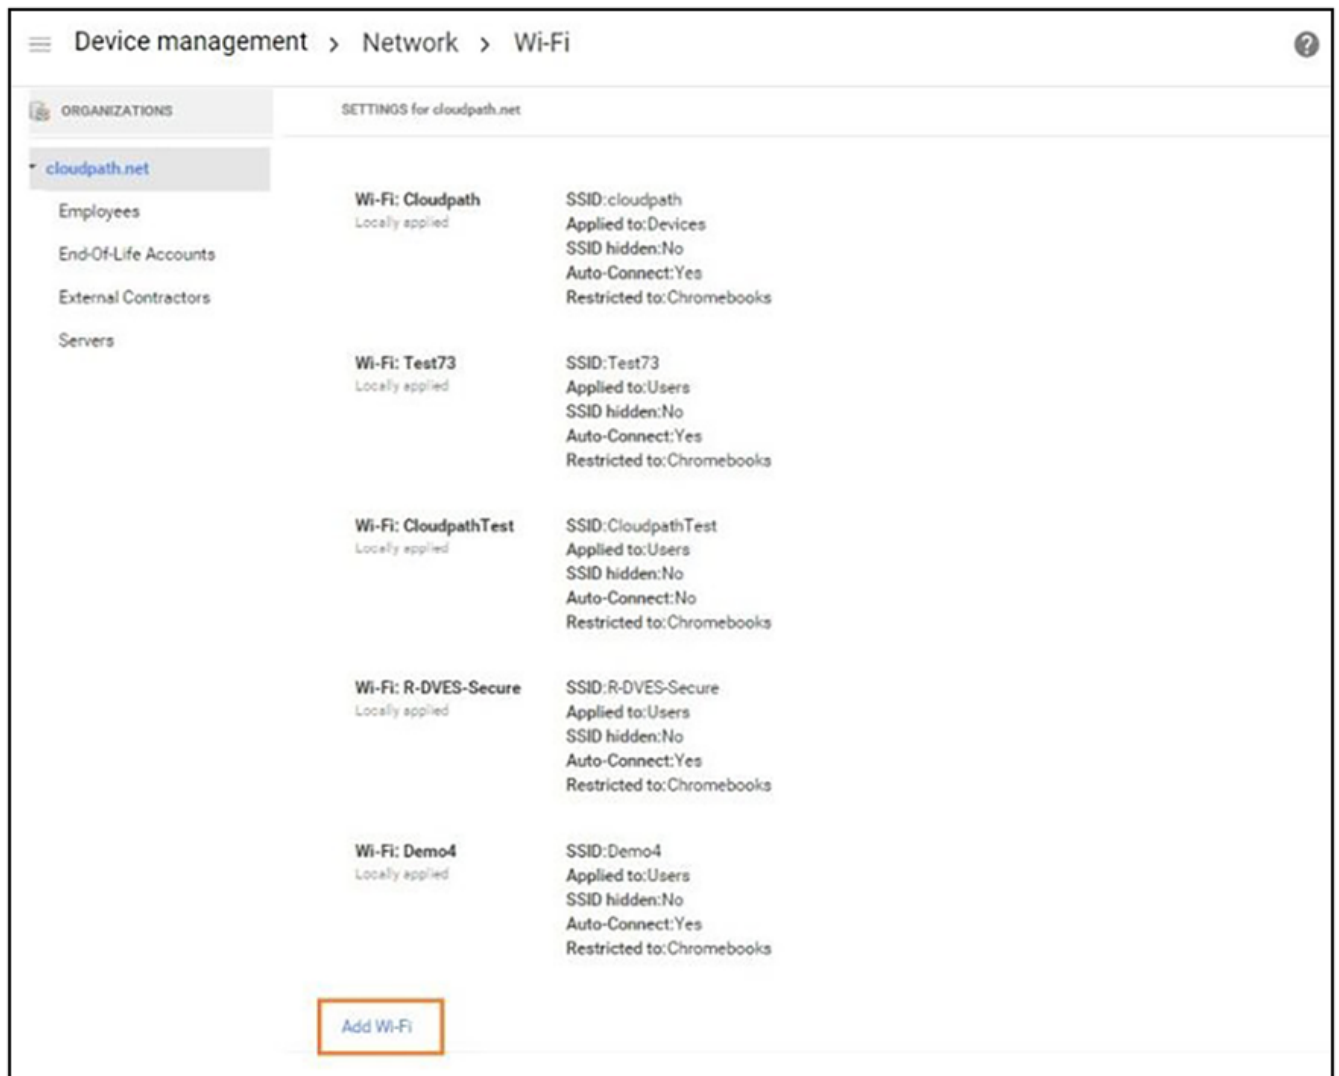 Device management > Network > Wi-Fi
ORGANIZATIONS
cloudpath.net
Employees
End-Of-Life Accounts
External Contractors
Servers
SETTINGS for cloudpath.net
Wi-Fi: Cloudpath
Locally applied
SSID:cloudpath
Applied to:Devices
SSID hidden:No
Auto-Connect:Yes
Restricted to:Chromebooks
Wi-Fi: Test73
Locally applied
SSID:Test73
Applied to:Users
SSID hidden:No
Auto-Connect:Yes
Restricted to:Chromebooks
Wi-Fi: CloudpathTest
Locally applied
SSID:CloudpathTest
Applied to:Users
SSID hidden:No
Auto-Connect:No
Restricted to:Chromebooks
Wi-Fi: R-DVES-Secure
Locally applied
SSID:R-DVES-Secure
Applied to:Users
SSID hidden:No
Auto-Connect:Yes
Restricted to:Chromebooks
Wi-Fi: Demo4
Locally applied
SSID:Demo4
Applied to:Users
SSID hidden:No
Auto-Connect:Yes
Restricted to:Chromebooks
Add Wi-Fi